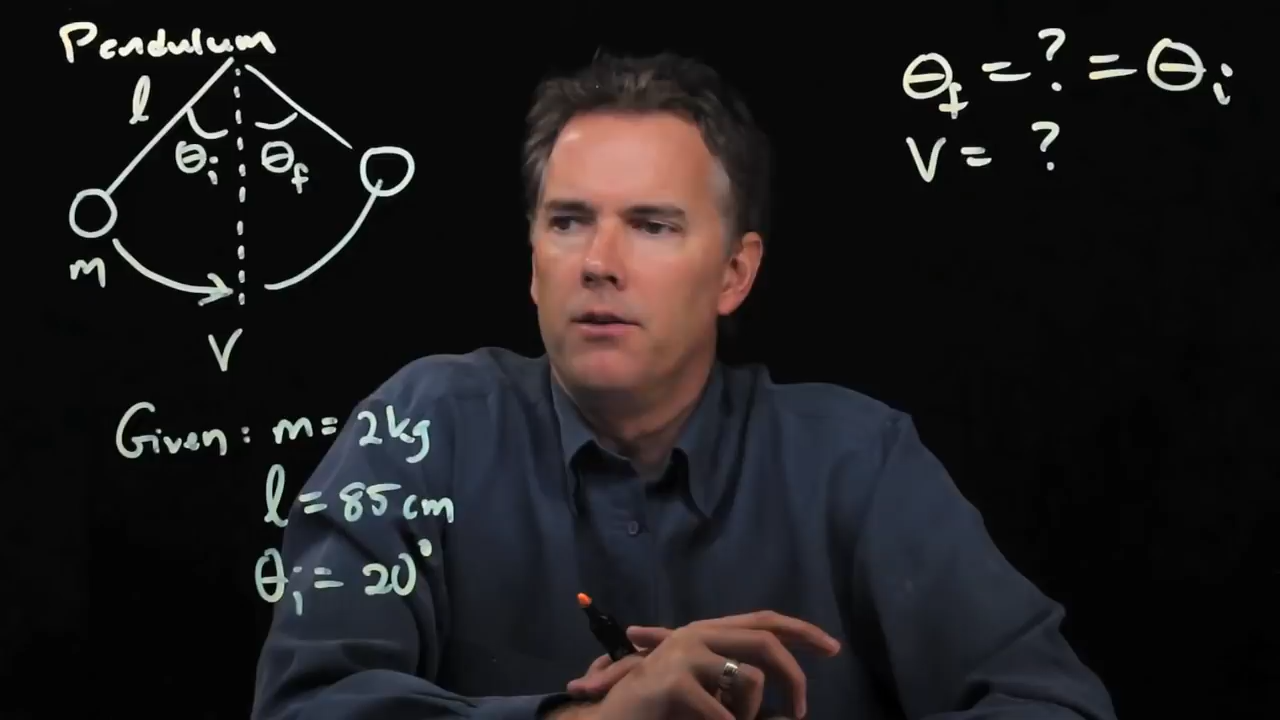 Pendulum
l
θi θf
m
V
Given: m = 2kg
l = 85 cm
θi = 20°
θf = ? = θi
V = ?